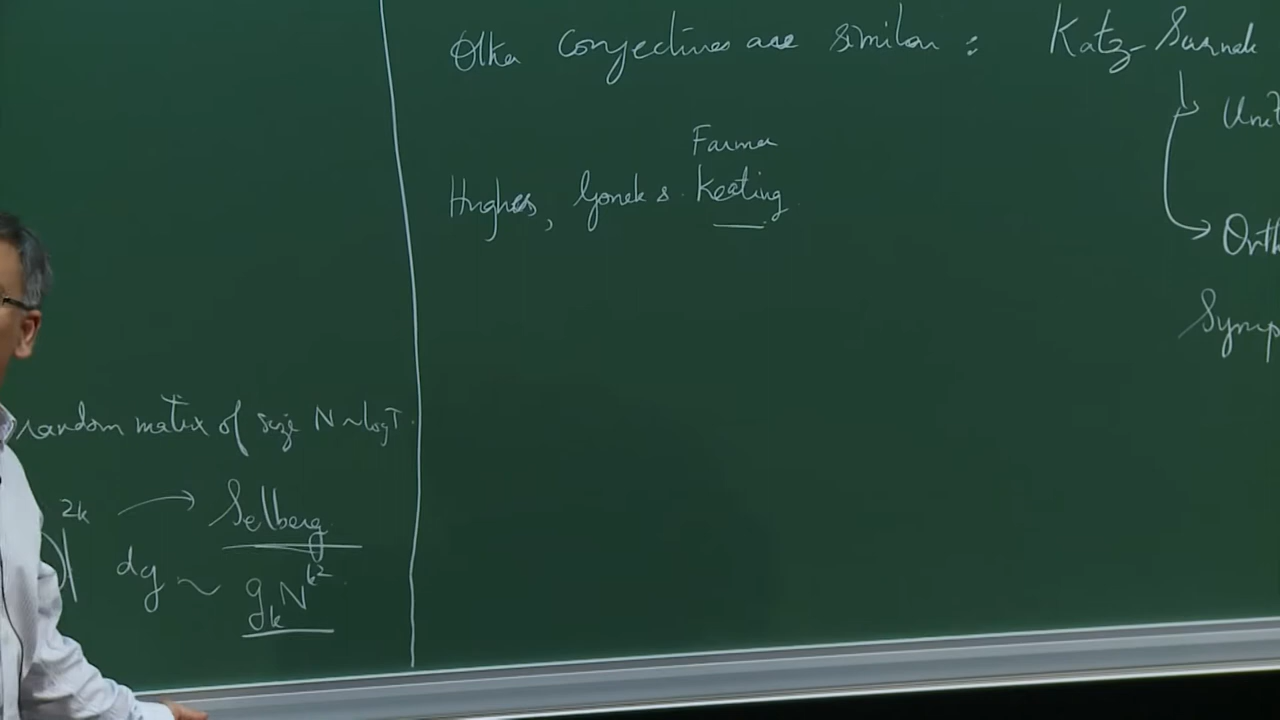 random matrix of size N ~ log T.
)|^{2k} → Selberg
dg ~ g_k N^{k^2}.
Other conjectures are similar : Katz-Sarnak
Unit
Farmer
Hughes, Gonek & Keating.
Orth
Symp